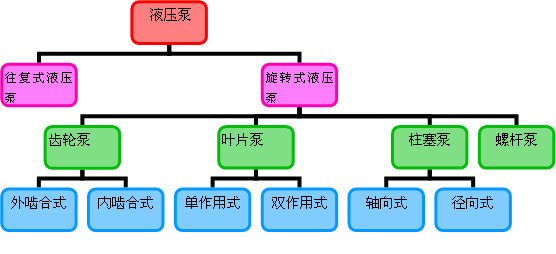 液压泵
往复式液压
泵
旋转式液压
泵
齿轮泵
叶片泵
柱塞泵
螺杆泵
外啮合式
内啮合式
单作用式
双作用式
轴向式
径向式